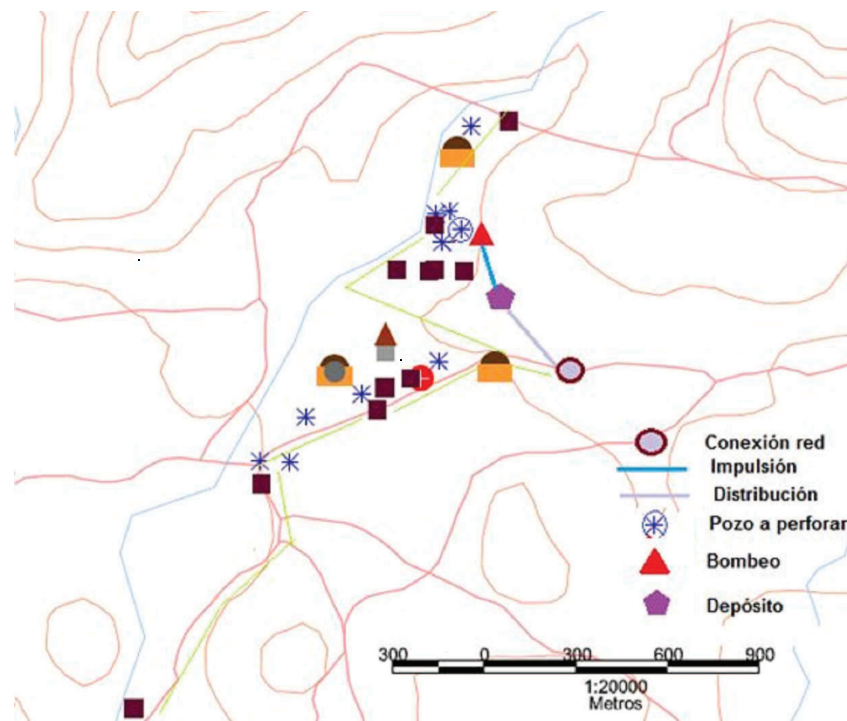 Conexión red
Impulsión
Distribución
Pozo a perforar
Bombeo
Depósito
300 0 300 600 900
1:20000
Metros